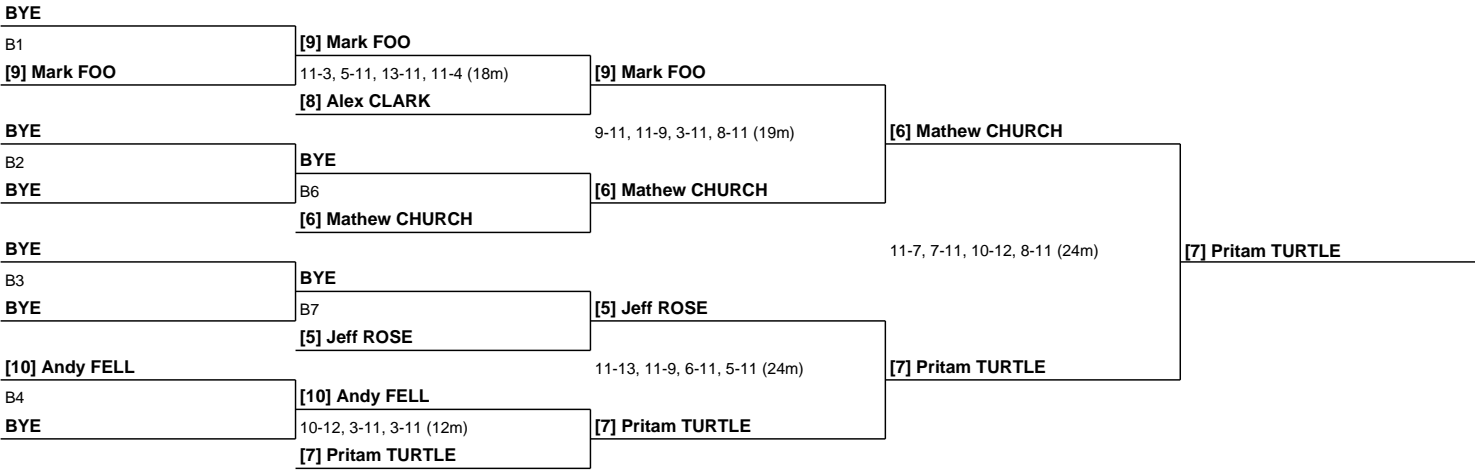 BYE
B1
[9] Mark FOO
BYE
B2
BYE
BYE
B3
BYE
[10] Andy FELL
B4
BYE
[9] Mark FOO
11-3, 5-11, 13-11, 11-4 (18m)
[8] Alex CLARK
BYE
B6
[6] Mathew CHURCH
BYE
B7
[5] Jeff ROSE
[10] Andy FELL
10-12, 3-11, 3-11 (12m)
[7] Pritam TURTLE
[9] Mark FOO
9-11, 11-9, 3-11, 8-11 (19m)
[6] Mathew CHURCH
[5] Jeff ROSE
11-13, 11-9, 6-11, 5-11 (24m)
[7] Pritam TURTLE
[6] Mathew CHURCH
11-7, 7-11, 10-12, 8-11 (24m)
[7] Pritam TURTLE
[7] Pritam TURTLE